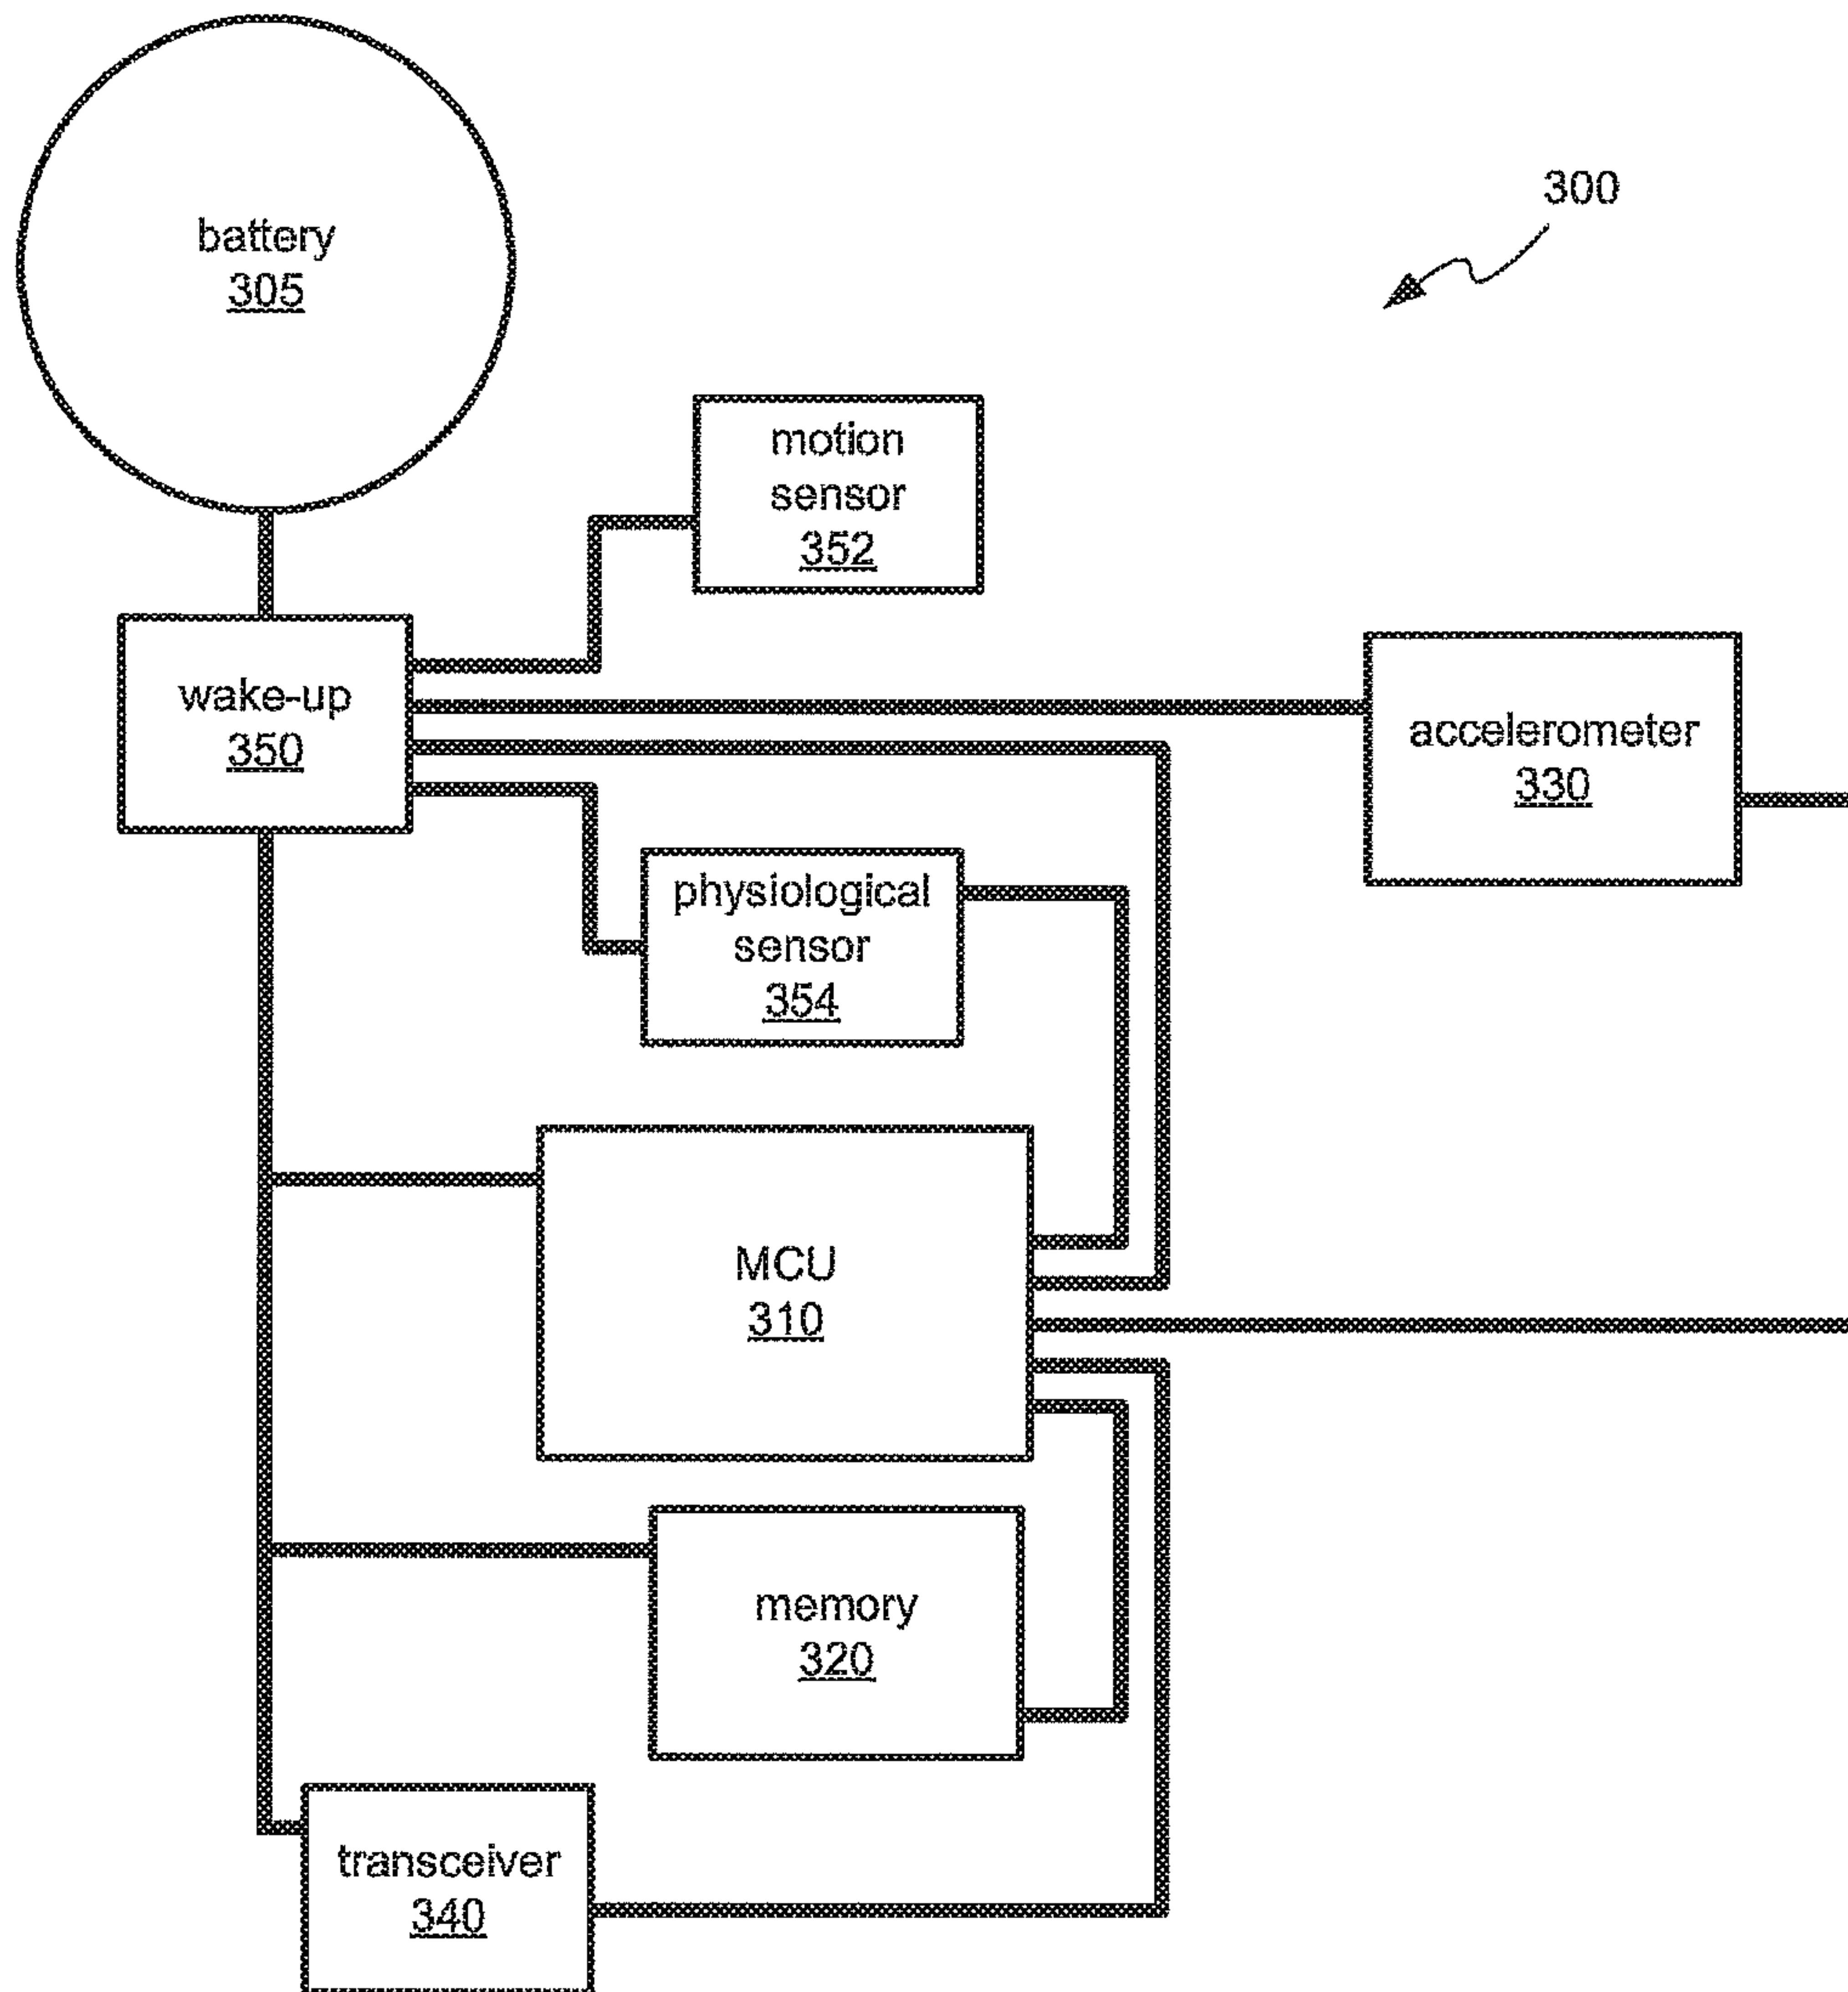 battery
305
300
motion
sensor
352
wake-up
350
accelerometer
330
physiological
sensor
354
MCU
310
memory
320
transceiver
340